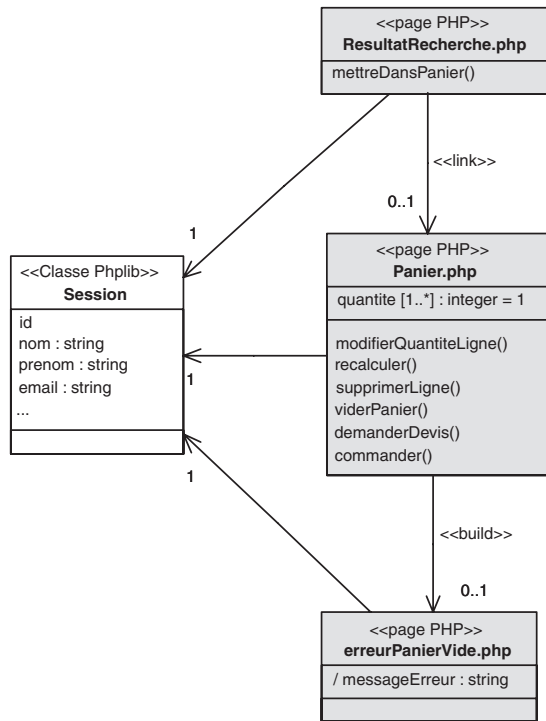 <<page PHP>>
ResultatRecherche.php
mettreDansPanier()
<<link>>
1
0..1
<<Classe Phplib>>
Session
id
nom : string
prenom : string
email : string
...
<<page PHP>>
Panier.php
quantite [1..*] : integer = 1
modifierQuantiteLigne()
recalculer()
supprimerLigne()
viderPanier()
demanderDevis()
commander()
1
1
<<build>>
0..1
<<page PHP>>
erreurPanierVide.php
/ messageErreur : string